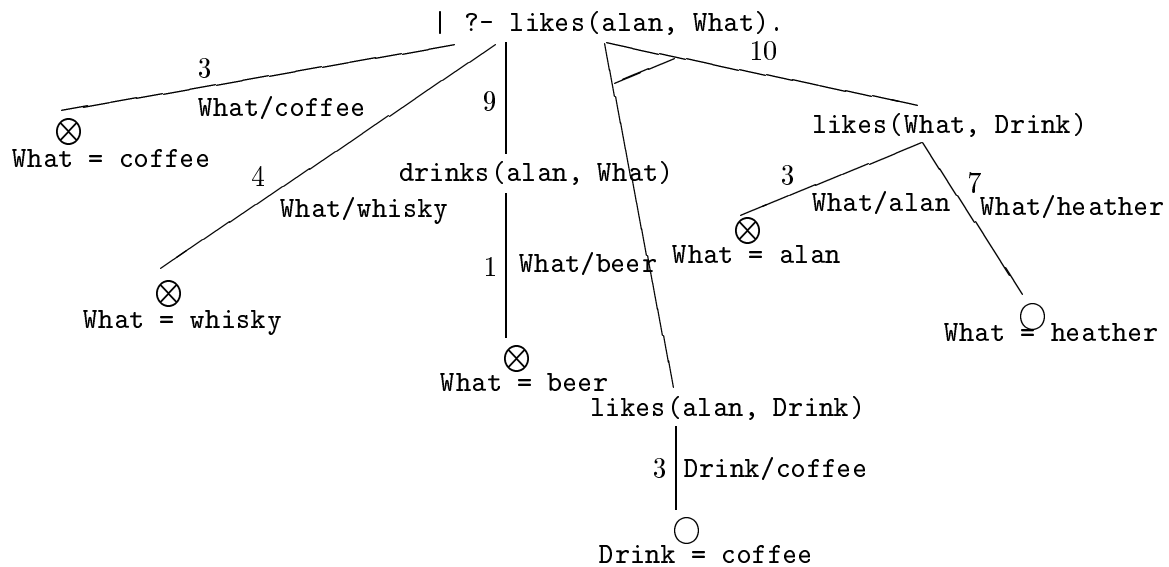 | ?- likes(alan, What).
3
10
What/coffee
9
likes(What, Drink)
What = coffee
4
drinks(alan, What)
3
7
What/whisky
What/alan
What/heather
1
What/beer
What = alan
What = whisky
What = heather
What = beer
likes(alan, Drink)
3
Drink/coffee
Drink = coffee